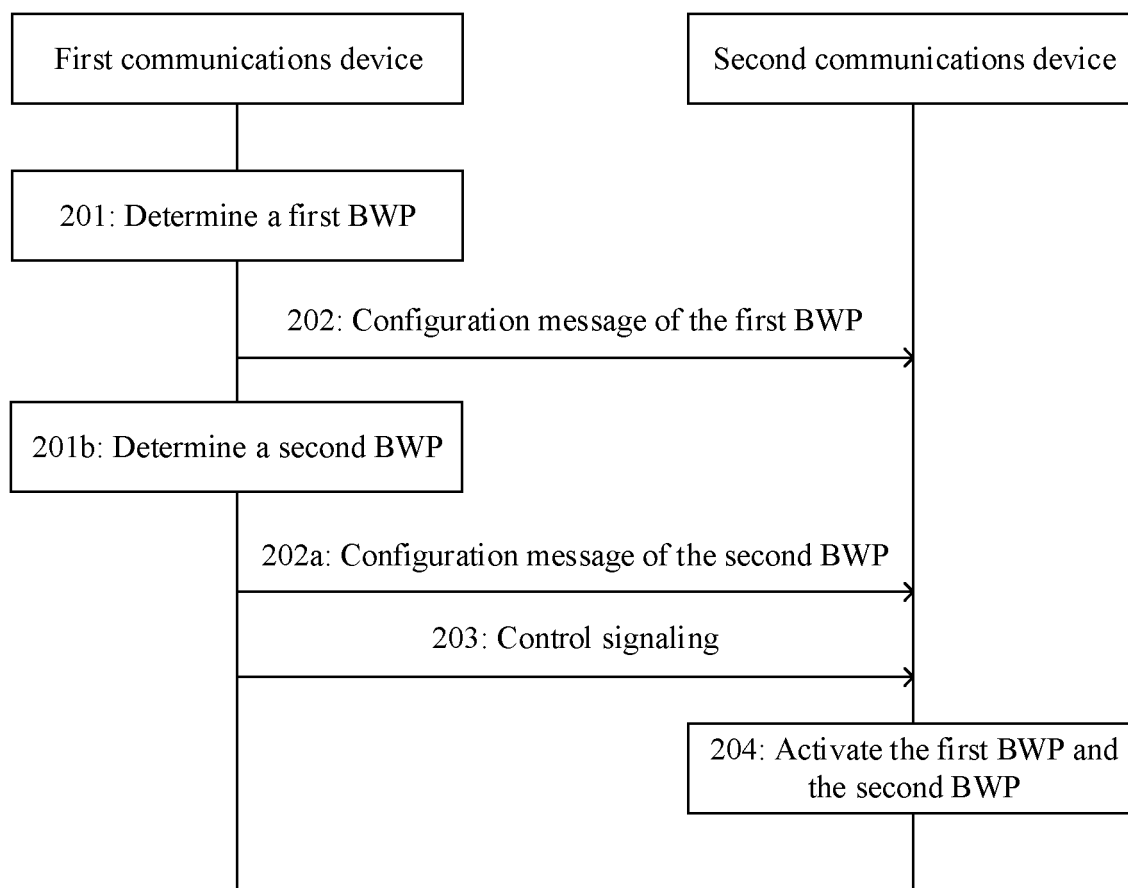 First communications device
Second communications device
201: Determine a first BWP
202: Configuration message of the first BWP
201b: Determine a second BWP
202a: Configuration message of the second BWP
203: Control signaling
204: Activate the first BWP and
the second BWP